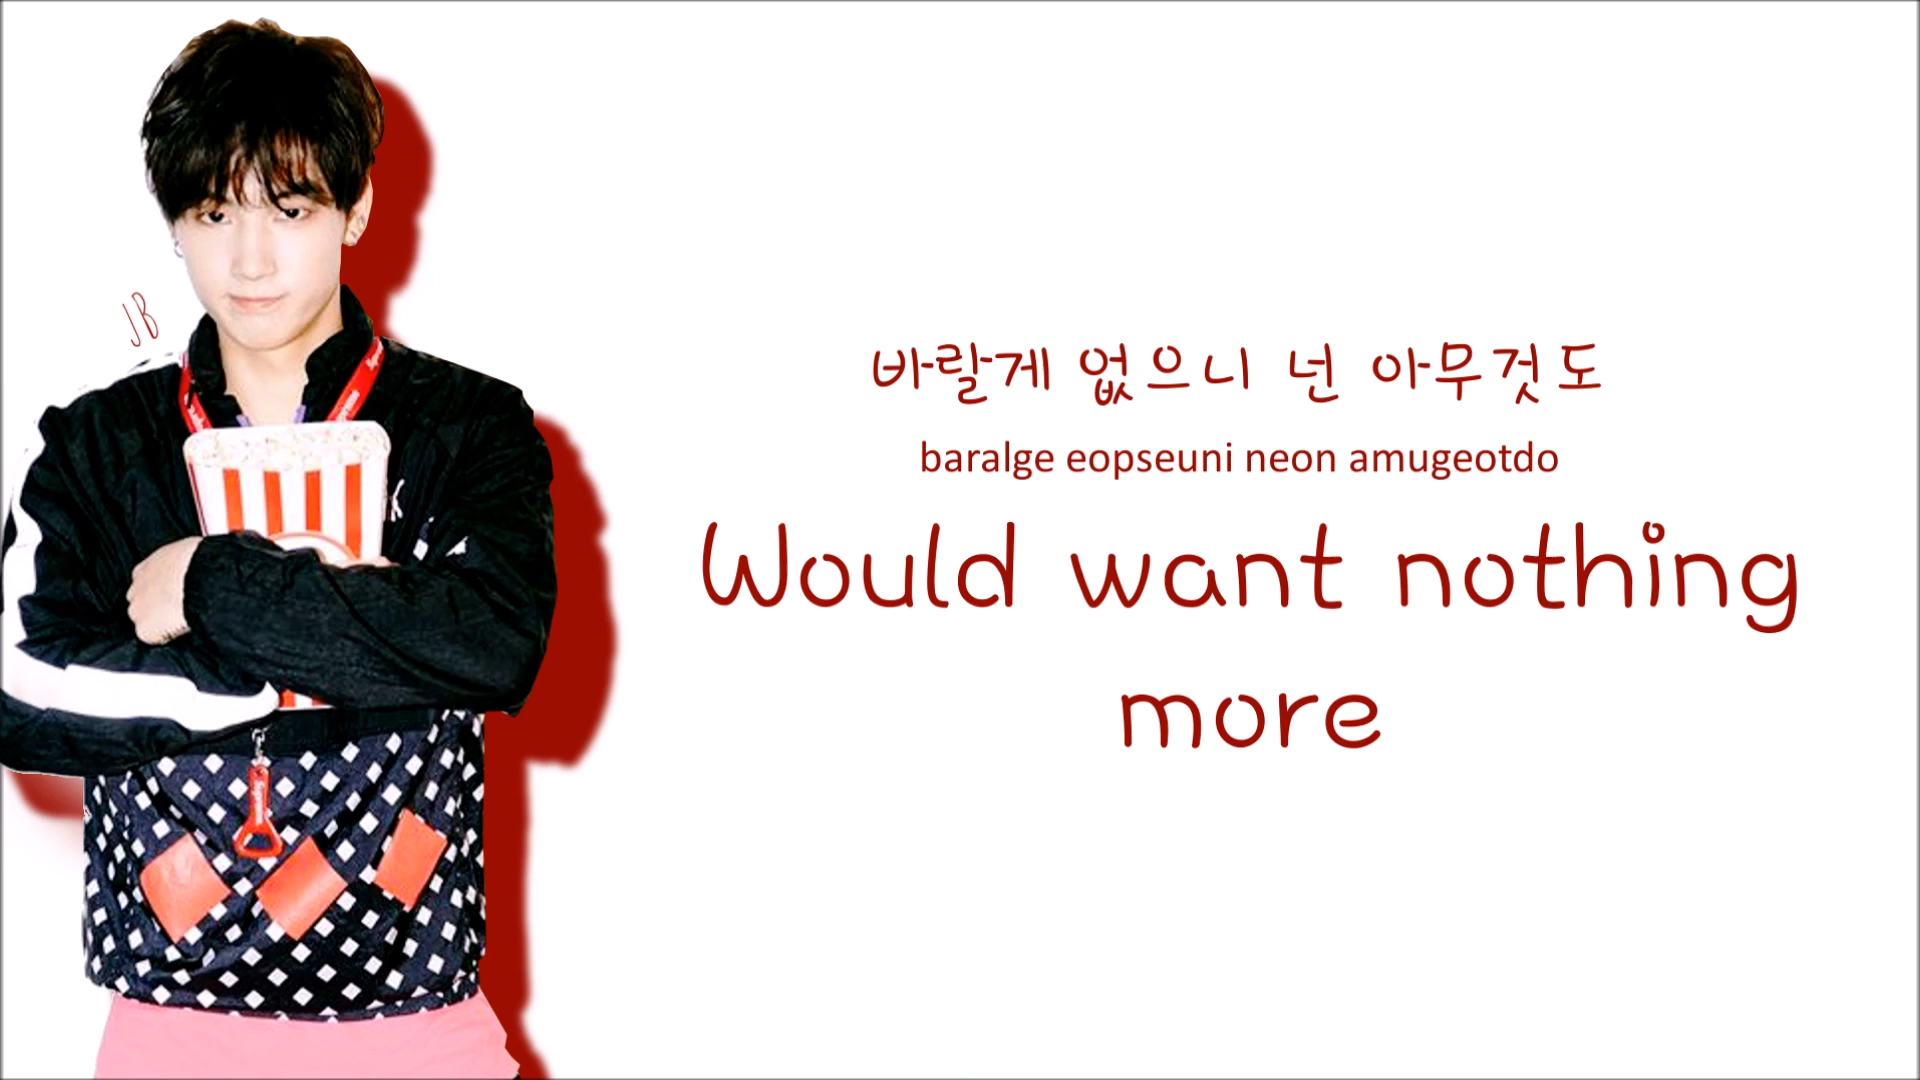 JB
바랄게 없으니 넌 아무것도
baralge eopseuni neon amugeotdo
Would want nothing
more
Supreme